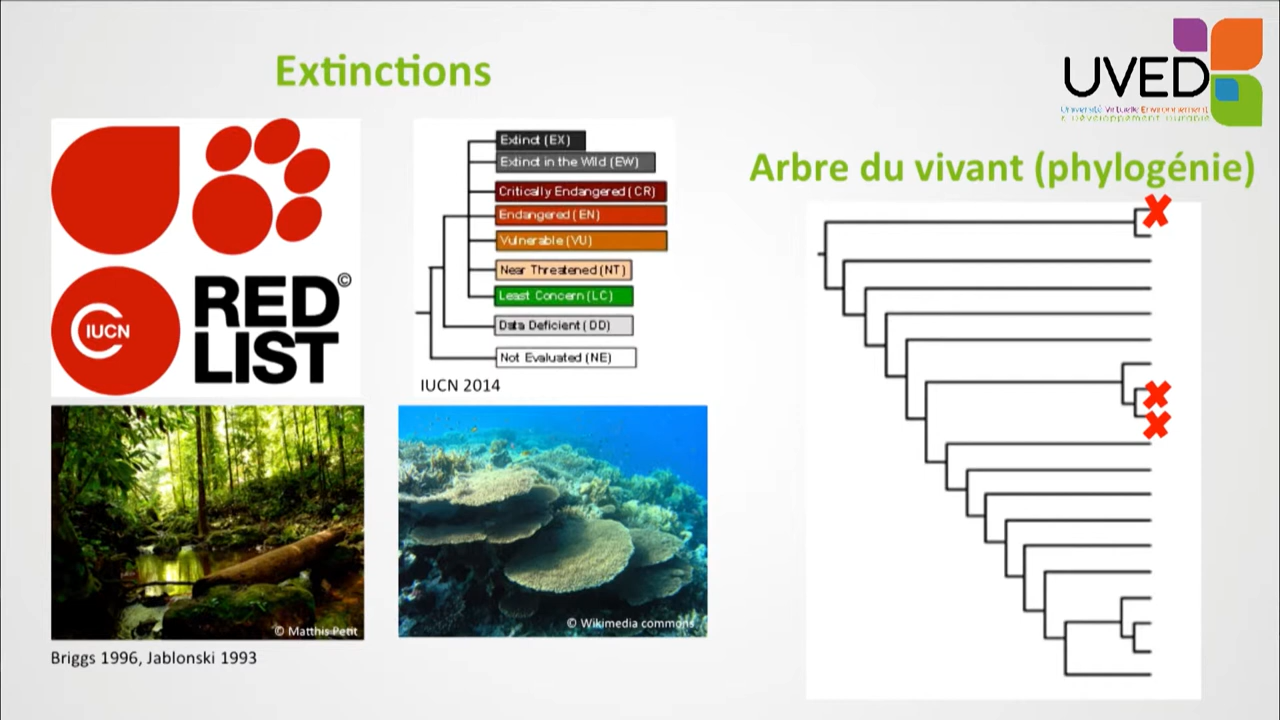 Extinctions
UVED
Université Virtuelle Environnement
& développement durable
IUCN
RED
LIST
©
Extinct (EX)
Extinct in the Wild (EW)
Critically Endangered (CR)
Endangered (EN)
Vulnerable (VU)
Near Threatened (NT)
Least Concern (LC)
Data Deficient (DD)
Not Evaluated (NE)
IUCN 2014
© Matthis Petit
© Wikimedia commons
Briggs 1996, Jablonski 1993
Arbre du vivant (phylogénie)